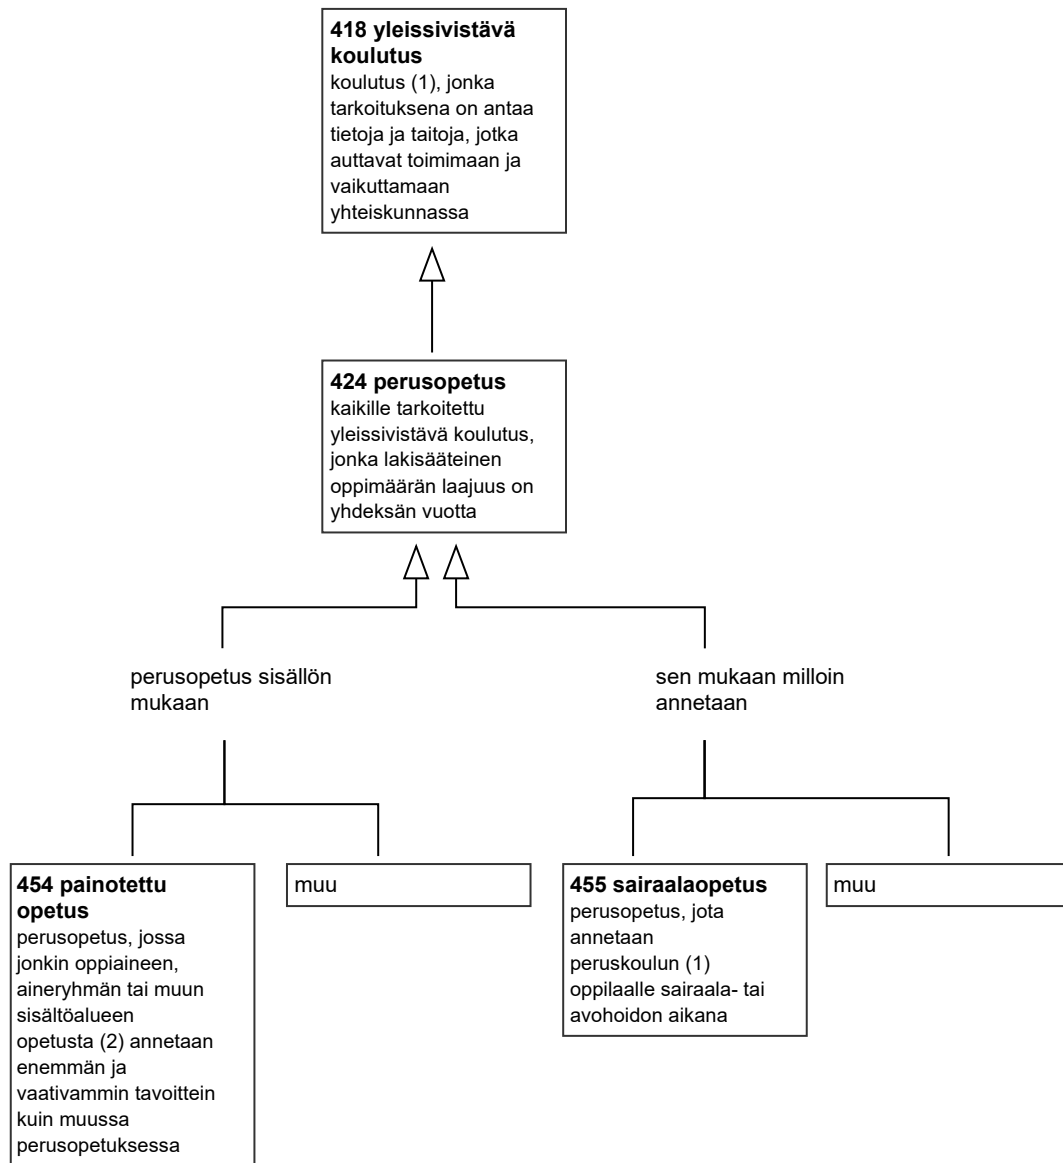 418 yleissivistävä
koulutus
koulutus (1), jonka
tarkoituksena on antaa
tietoja ja taitoja, jotka
auttavat toimimaan ja
vaikuttamaan
yhteiskunnassa
424 perusopetus
kaikille tarkoitettu
yleissivistävä koulutus,
jonka lakisääteinen
oppimäärän laajuus on
yhdeksän vuotta
perusopetus sisällön
mukaan
sen mukaan milloin
annetaan
454 painotettu
opetus
perusopetus, jossa
jonkin oppiaineen,
aineryhmän tai muun
sisältöalueen
opetusta (2) annetaan
enemmän ja
vaativammin tavoittein
kuin muussa
perusopetuksessa
muu
455 sairaalaopetus
perusopetus, jota
annetaan
peruskoulun (1)
oppilaalle sairaala- tai
avohoidon aikana
muu